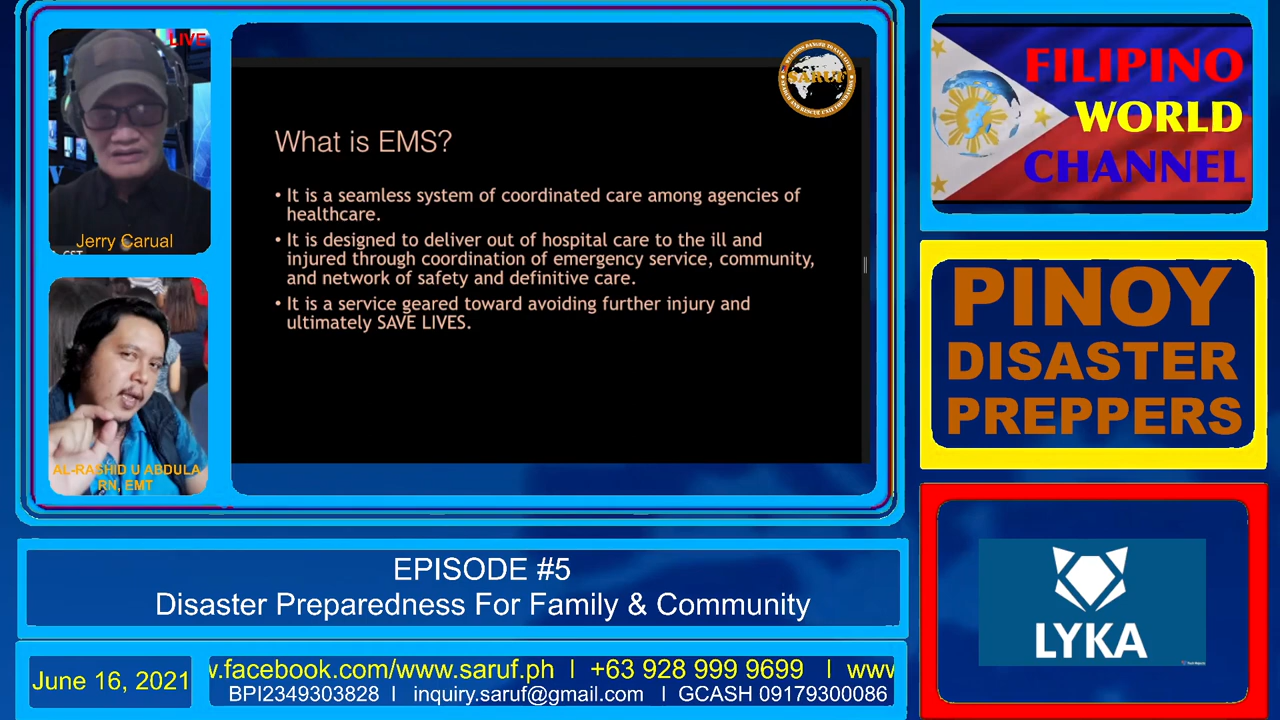 LIVE
Jerry Carual
AL-RASHID U ABDULA
RN, EMT
SARUF
What is EMS?
• It is a seamless system of coordinated care among agencies of
healthcare.
• It is designed to deliver out of hospital care to the ill and
injured through coordination of emergency service, community,
and network of safety and definitive care.
• It is a service geared toward avoiding further injury and
ultimately SAVE LIVES.
FILIPINO
WORLD
CHANNEL
PINOY
DISASTER
PREPPERS
LYKA
EPISODE #5
Disaster Preparedness For Family & Community
June 16, 2021
w.facebook.com/www.saruf.ph | +63 928 999 9699 | www
BPI2349303828 | inquiry.saruf@gmail.com | GCASH 09179300086